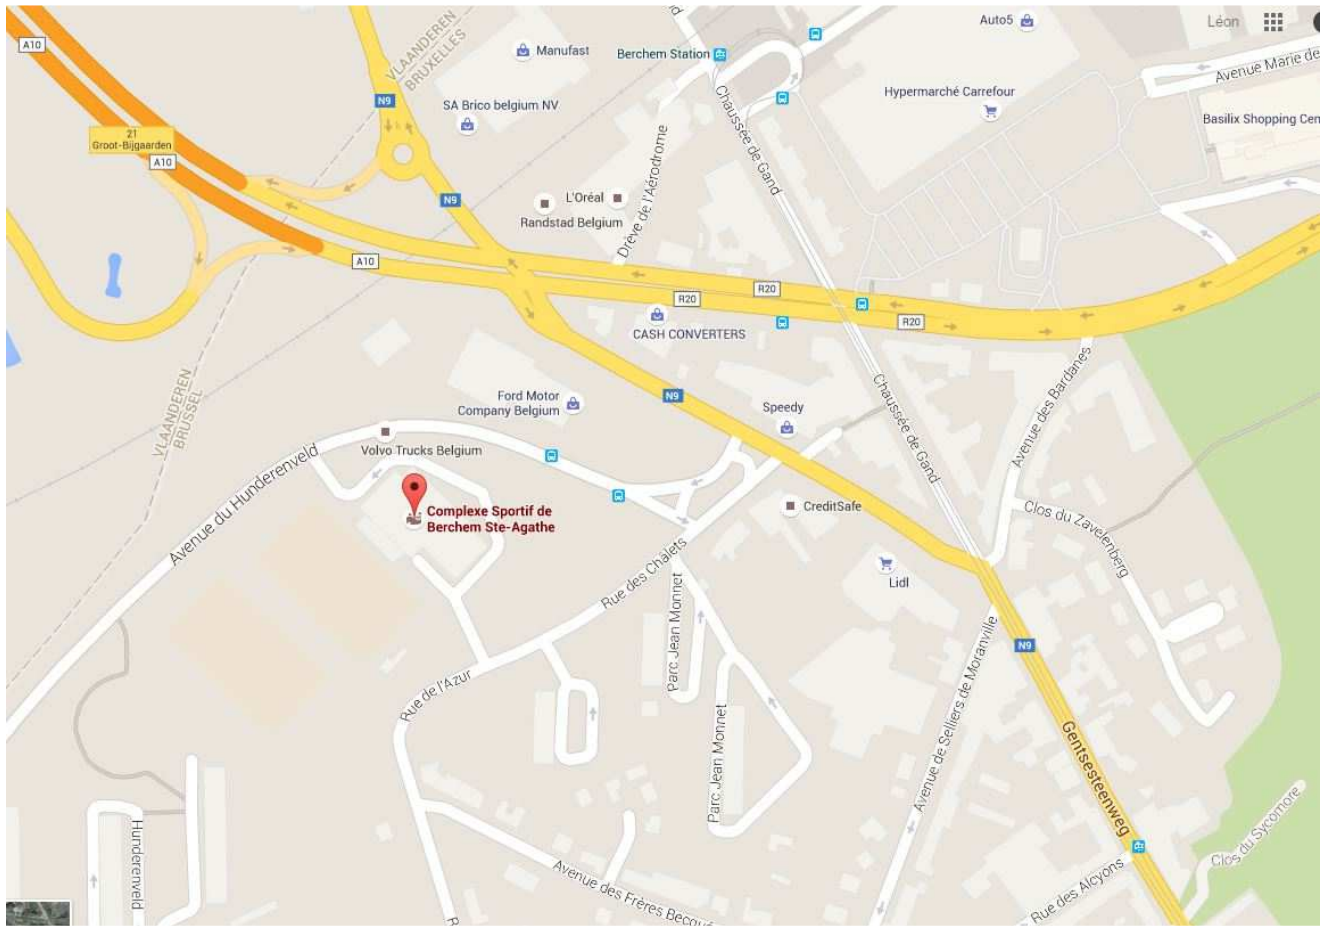 A10
VLAANDEREN
BRUXELLES
Manufast
Berchem Station
Auto5
Léon
Avenue Marie de
N9
SA Brico belgium NV
Chaussée de Gand
Hypermarché Carrefour
Basilix Shopping Cen
21
Groot-Bijgaarden
A10
N9
L'Oréal
Randstad Belgium
Drève de l'Aérodrome
A10
R20
R20
R20
CASH CONVERTERS
VLAANDEREN
BRUSSEL
Ford Motor
Company Belgium
N9
Speedy
Chaussée de Gand
Avenue des Bardanes
Volvo Trucks Belgium
Avenue du Hunderenveld
Complexe Sportif de
Berchem Ste-Agathe
CreditSafe
Clos du Zavelenberg
Rue des Châlets
Lidl
Parc Jean Monnet
N9
Rue de l'Azur
Avenue de Selliers de Moranville
Parc Jean Monnet
Gentsesteenweg
Hunderenveld
Clos du Sycomore
Avenue des Frères Becqu
Rue des Alcyons
R